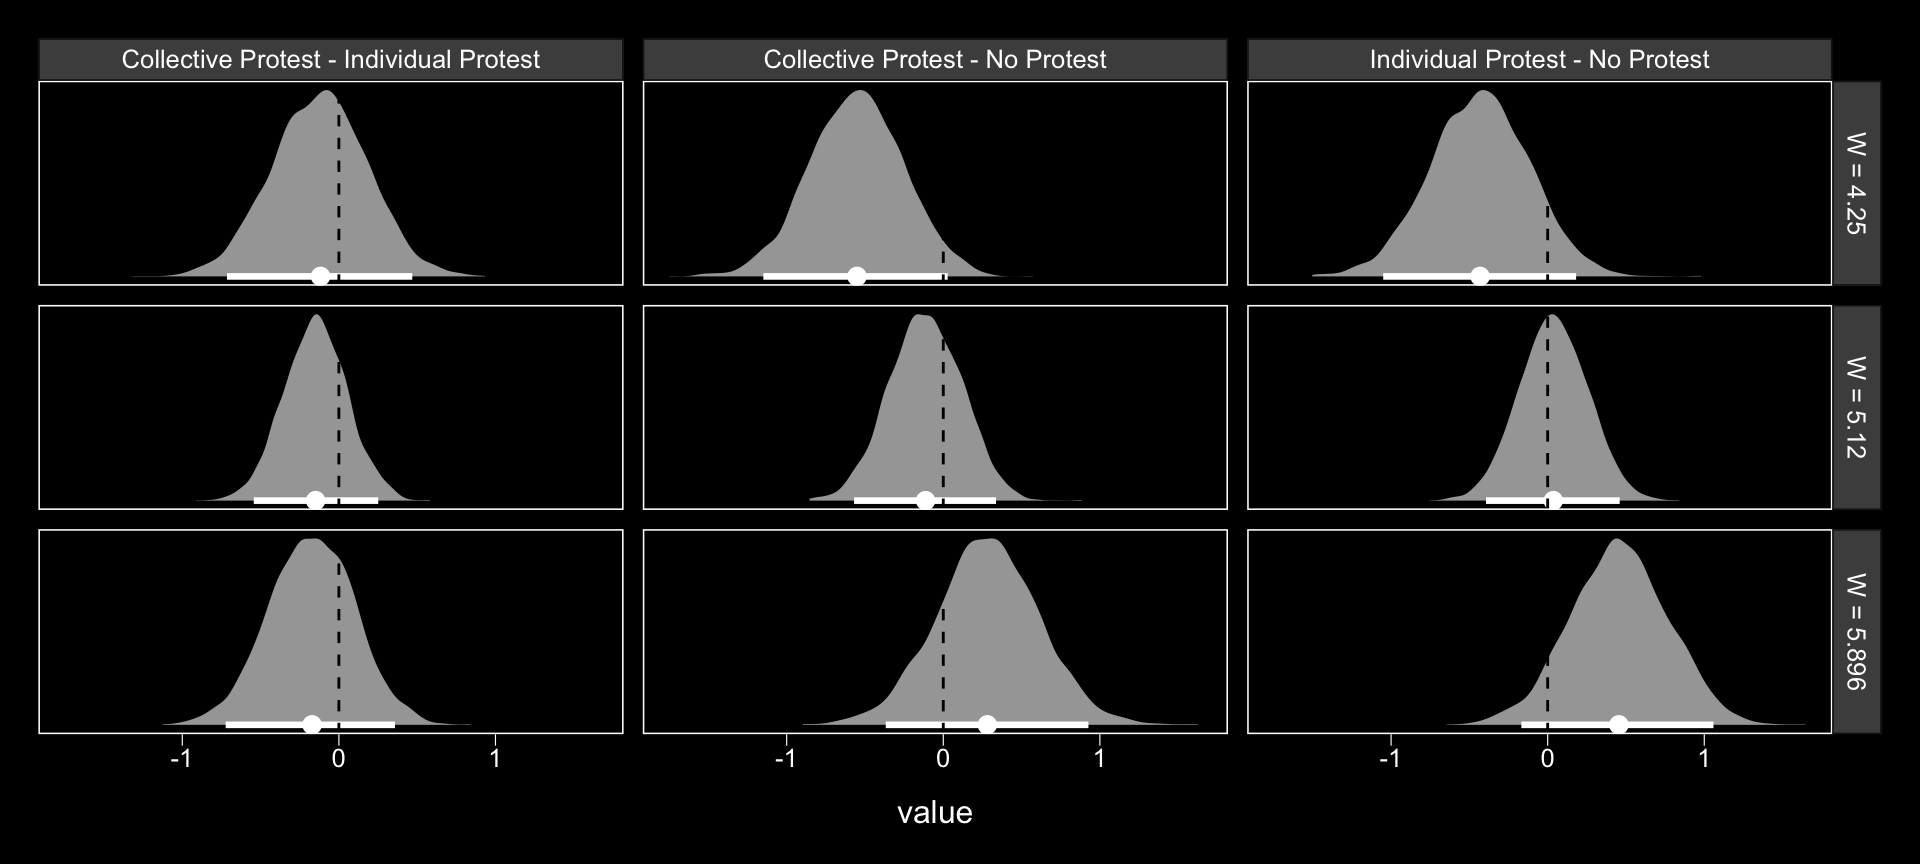 Collective Protest - Individual Protest
Collective Protest - No Protest
Individual Protest - No Protest
W = 4.25
W = 5.12
W = 5.896
-1 0 1
-1 0 1
-1 0 1
value